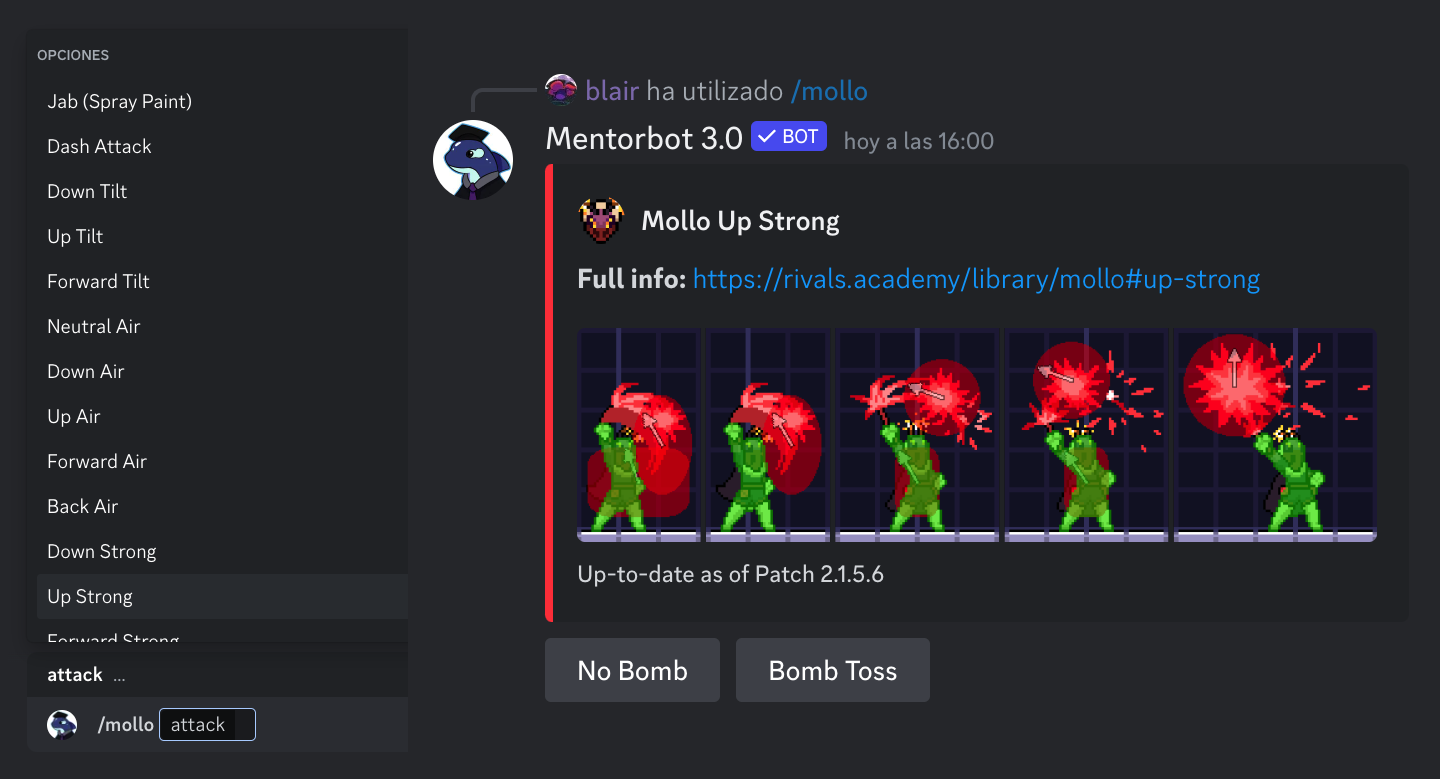 OPCIONES
Jab (Spray Paint)
Dash Attack
Down Tilt
Up Tilt
Forward Tilt
Neutral Air
Down Air
Up Air
Forward Air
Back Air
Down Strong
Up Strong
Forward Strong
attack ...
/mollo attack
blair ha utilizado /mollo
Mentorbot 3.0 BOT hoy a las 16:00
Mollo Up Strong
Full info: https://rivals.academy/library/mollo#up-strong
Up-to-date as of Patch 2.1.5.6
No Bomb
Bomb Toss